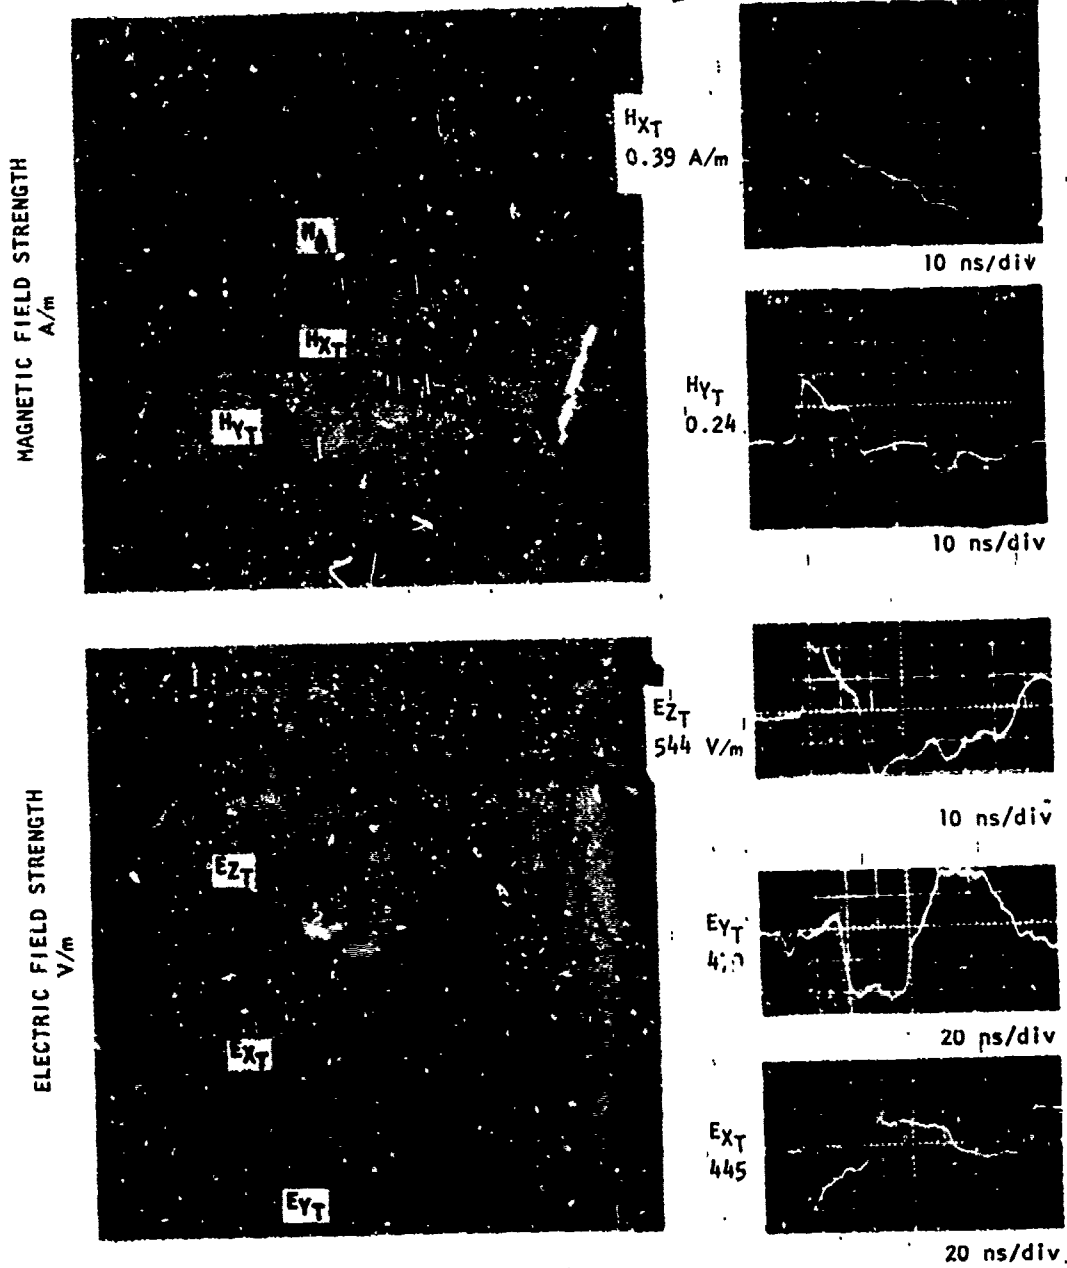 MAGNETIC FIELD STRENGTH
A/m
HXT
0.39 A/m
HXT
HYT
10 ns/div
HYT
0.24
10 ns/div
ELECTRIC FIELD STRENGTH
V/m
EZT
544 V/m
EZT
EXT
EYT
10 ns/div
EYT
20 ns/div
EXT
445
20 ns/div